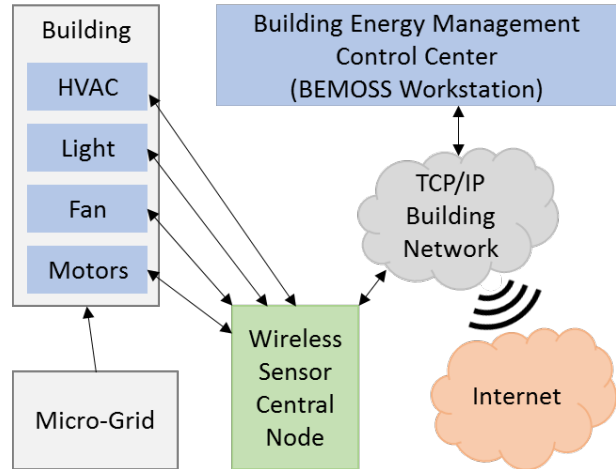 Building
HVAC
Light
Fan
Motors
Micro-Grid
Building Energy Management
Control Center
(BEMOSS Workstation)
TCP/IP
Building
Network
Wireless
Sensor
Central
Node
Internet